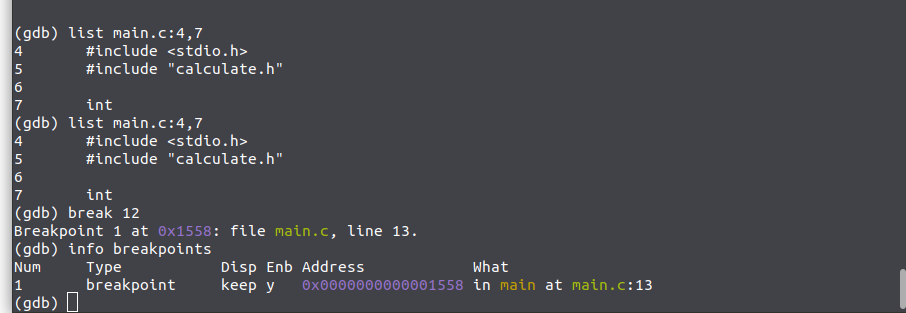 (gdb) list main.c:4,7
4       #include <stdio.h>
5       #include "calculate.h"
6
7       int
(gdb) list main.c:4,7
4       #include <stdio.h>
5       #include "calculate.h"
6
7       int
(gdb) break 12
Breakpoint 1 at 0x1558: file main.c, line 13.
(gdb) info breakpoints
Num     Type           Disp Enb Address            What
1       breakpoint     keep y   0x0000000000001558 in main at main.c:13
(gdb)